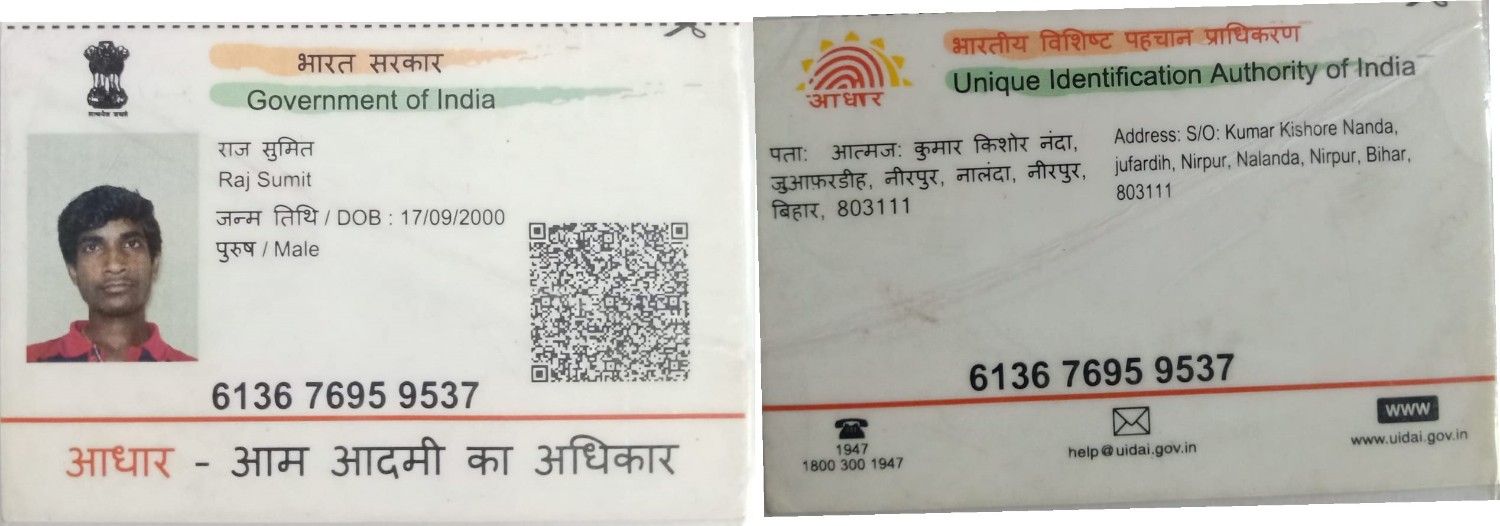 भारत सरकार
Government of India
राज सुमित
Raj Sumit
जन्म तिथि / DOB : 17/09/2000
पुरुष / Male
6136 7695 9537
आधार - आम आदमी का अधिकार
भारतीय विशिष्ट पहचान प्राधिकरण
Unique Identification Authority of India
आधार
पता: आत्मज: कुमार किशोर नंदा,
जुआफ़रडीह, नीरपुर, नालंदा, नीरपुर,
बिहार, 803111
Address: S/O: Kumar Kishore Nanda,
jufardih, Nirpur, Nalanda, Nirpur, Bihar,
803111
6136 7695 9537
1947
1800 300 1947
help@uidai.gov.in
www
www.uidai.gov.in